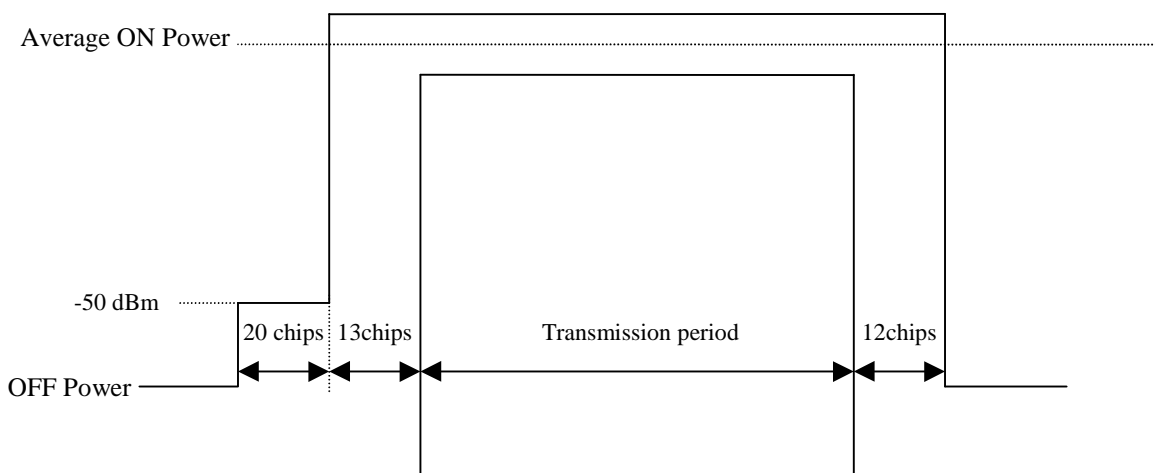 Average ON Power
-50 dBm
20 chips
13chips
Transmission period
12chips
OFF Power